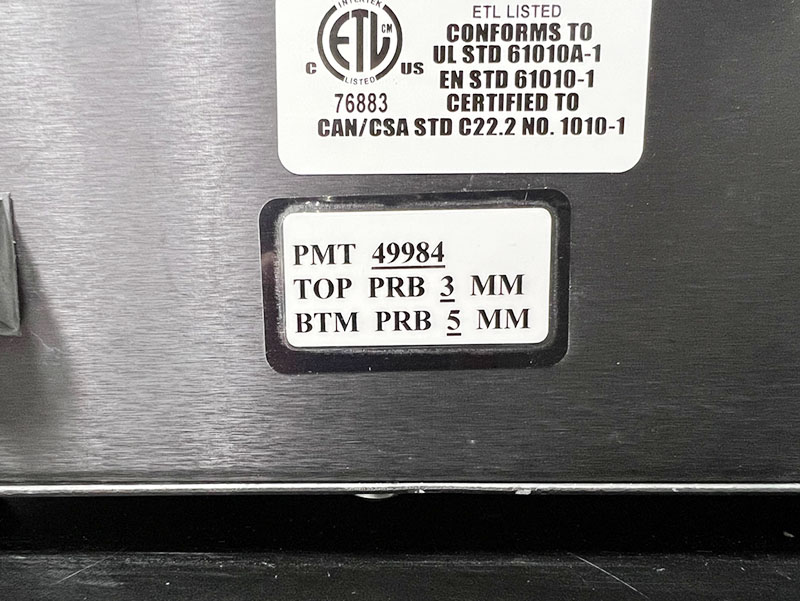 INTERTEK
ETL CM
LISTED
C US
76883
ETL LISTED
CONFORMS TO
UL STD 61010A-1
EN STD 61010-1
CERTIFIED TO
CAN/CSA STD C22.2 NO. 1010-1
PMT 49984
TOP PRB 3 MM
BTM PRB 5 MM